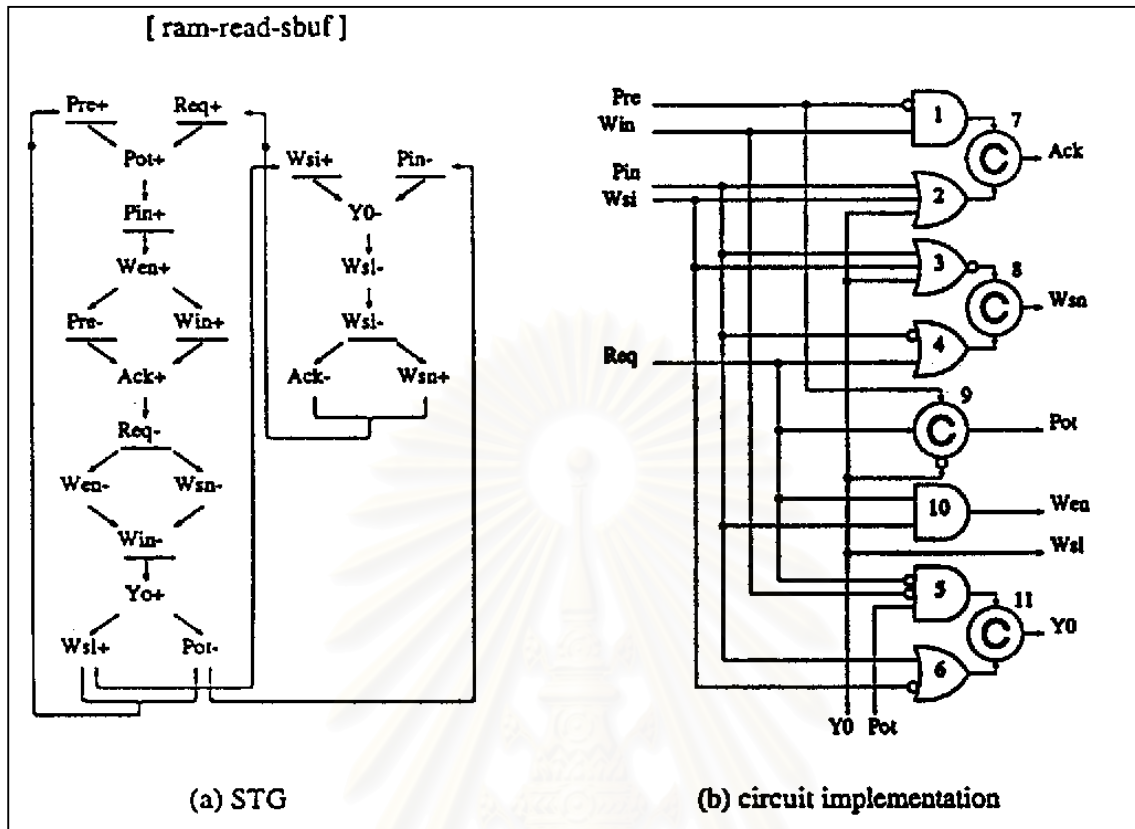 [ ram-read-sbuf ]
Pre+ Req+
Pot+
Pin+
Wen+
Pre- Win+
Ack+
Req-
Wen- Wsn-
Win-
Yo+
Wsl+ Pot-
Wsi+ Pin-
Y0-
Wsl-
Wsl-
Ack- Wsn+
(a) STG
Pre
Win
Pin
Wsi
Req
1
2
3
4
5
6
7
8
9
10
11
C
C
C
C
Ack
Wsn
Pot
Wen
Wsl
Y0
Y0 Pot
(b) circuit implementation